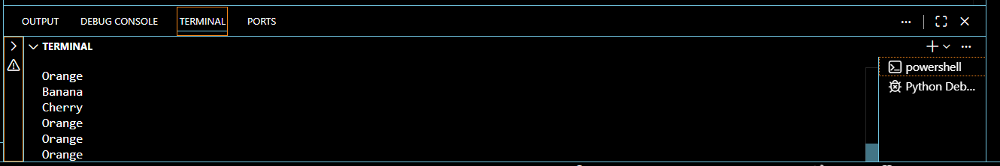 OUTPUT DEBUG CONSOLE TERMINAL PORTS
TERMINAL
powershell
Python Deb...
Orange
Banana
Cherry
Orange
Orange
Orange